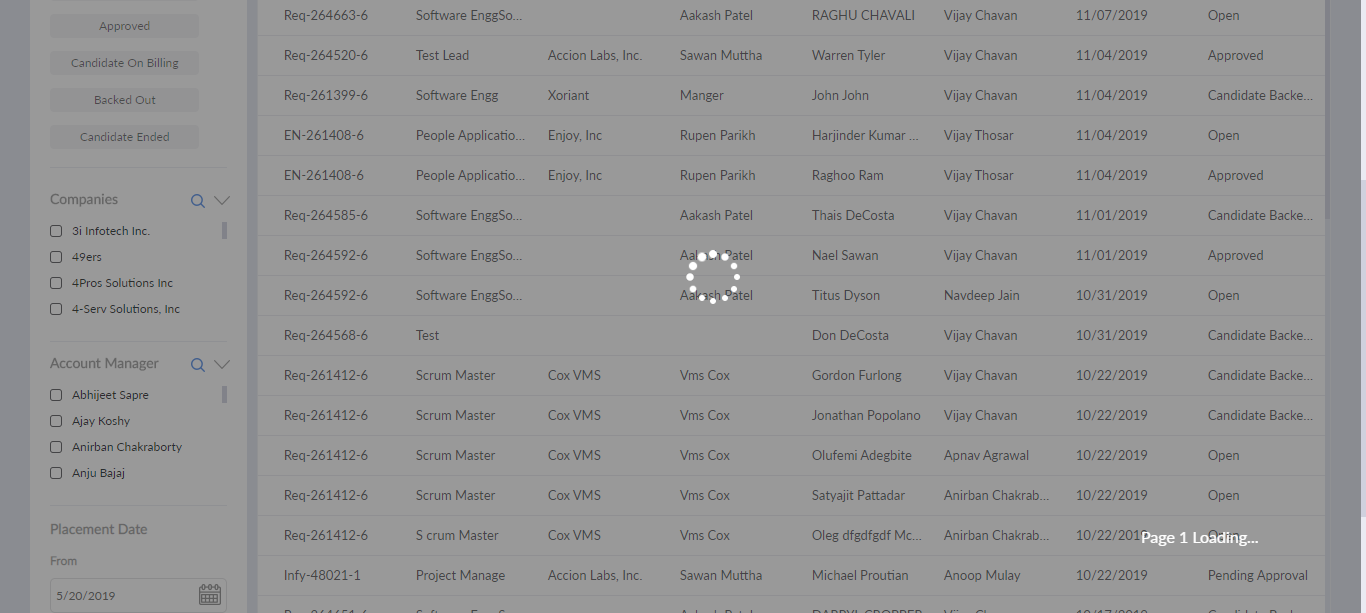 Approved
Candidate On Billing
Backed Out
Candidate Ended
Companies
3i Infotech Inc.
49ers
4Pros Solutions Inc
4-Serv Solutions, Inc
Account Manager
Abhijeet Sapre
Ajay Koshy
Anirban Chakraborty
Anju Bajaj
Placement Date
From
5/20/2019
Req-264663-6 Software EnggSo... Aakash Patel RAGHU CHAVALI Vijay Chavan 11/07/2019 Open
Req-264520-6 Test Lead Accion Labs, Inc. Sawan Muttha Warren Tyler Vijay Chavan 11/04/2019 Approved
Req-261399-6 Software Engg Xoriant Manger John John Vijay Chavan 11/04/2019 Candidate Backe...
EN-261408-6 People Applicatio... Enjoy, Inc Rupen Parikh Harjinder Kumar ... Vijay Thosar 11/04/2019 Open
EN-261408-6 People Applicatio... Enjoy, Inc Rupen Parikh Raghoo Ram Vijay Thosar 11/04/2019 Approved
Req-264585-6 Software EnggSo... Aakash Patel Thais DeCosta Vijay Chavan 11/01/2019 Candidate Backe...
Req-264592-6 Software EnggSo... Aakash Patel Nael Sawan Vijay Chavan 11/01/2019 Approved
Req-264592-6 Software EnggSo... Aakash Patel Titus Dyson Navdeep Jain 10/31/2019 Open
Req-264568-6 Test Don DeCosta Vijay Chavan 10/31/2019 Candidate Backe...
Req-261412-6 Scrum Master Cox VMS Vms Cox Gordon Furlong Vijay Chavan 10/22/2019 Candidate Backe...
Req-261412-6 Scrum Master Cox VMS Vms Cox Jonathan Popolano Vijay Chavan 10/22/2019 Candidate Backe...
Req-261412-6 Scrum Master Cox VMS Vms Cox Olufemi Adegbite Apnav Agrawal 10/22/2019 Open
Req-261412-6 Scrum Master Cox VMS Vms Cox Satyajit Pattadar Anirban Chakrab... 10/22/2019 Open
Req-261412-6 S crum Master Cox VMS Vms Cox Oleg dfgdfgdf Mc... Anirban Chakrab... 10/22/2019 Open
Page 1 Loading...
Infy-48021-1 Project Manage Accion Labs, Inc. Sawan Muttha Michael Proutian Anoop Mulay 10/22/2019 Pending Approval